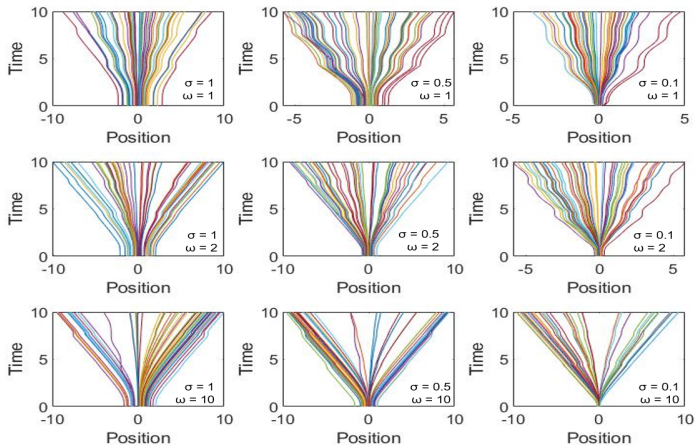 10 10 10
Time 5 Time 5 Time 5
σ = 1 σ = 0.5 σ = 0.1
ω = 1 ω = 1 ω = 1
0 0 0
-10 0 10 -5 0 5 -5 0 5
Position Position Position
10 10 10
Time 5 Time 5 Time 5
σ = 1 σ = 0.5 σ = 0.1
ω = 2 ω = 2 ω = 2
0 0 0
-10 0 10 -10 0 10 -5 0 5
Position Position Position
10 10 10
Time 5 Time 5 Time 5
σ = 1 σ = 0.5 σ = 0.1
ω = 10 ω = 10 ω = 10
0 0 0
-10 0 10 -10 0 10 -10 0 10
Position Position Position